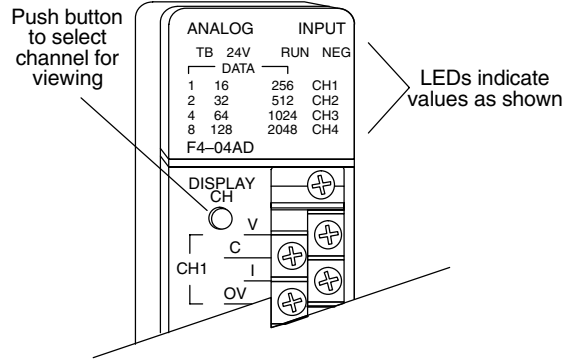 Push button
to select
channel for
viewing
ANALOG INPUT
TB 24V RUN NEG
DATA
1 16 256 CH1
2 32 512 CH2
4 64 1024 CH3
8 128 2048 CH4
F4–04AD
LEDs indicate
values as shown
DISPLAY
CH
V
C
CH1
I
OV